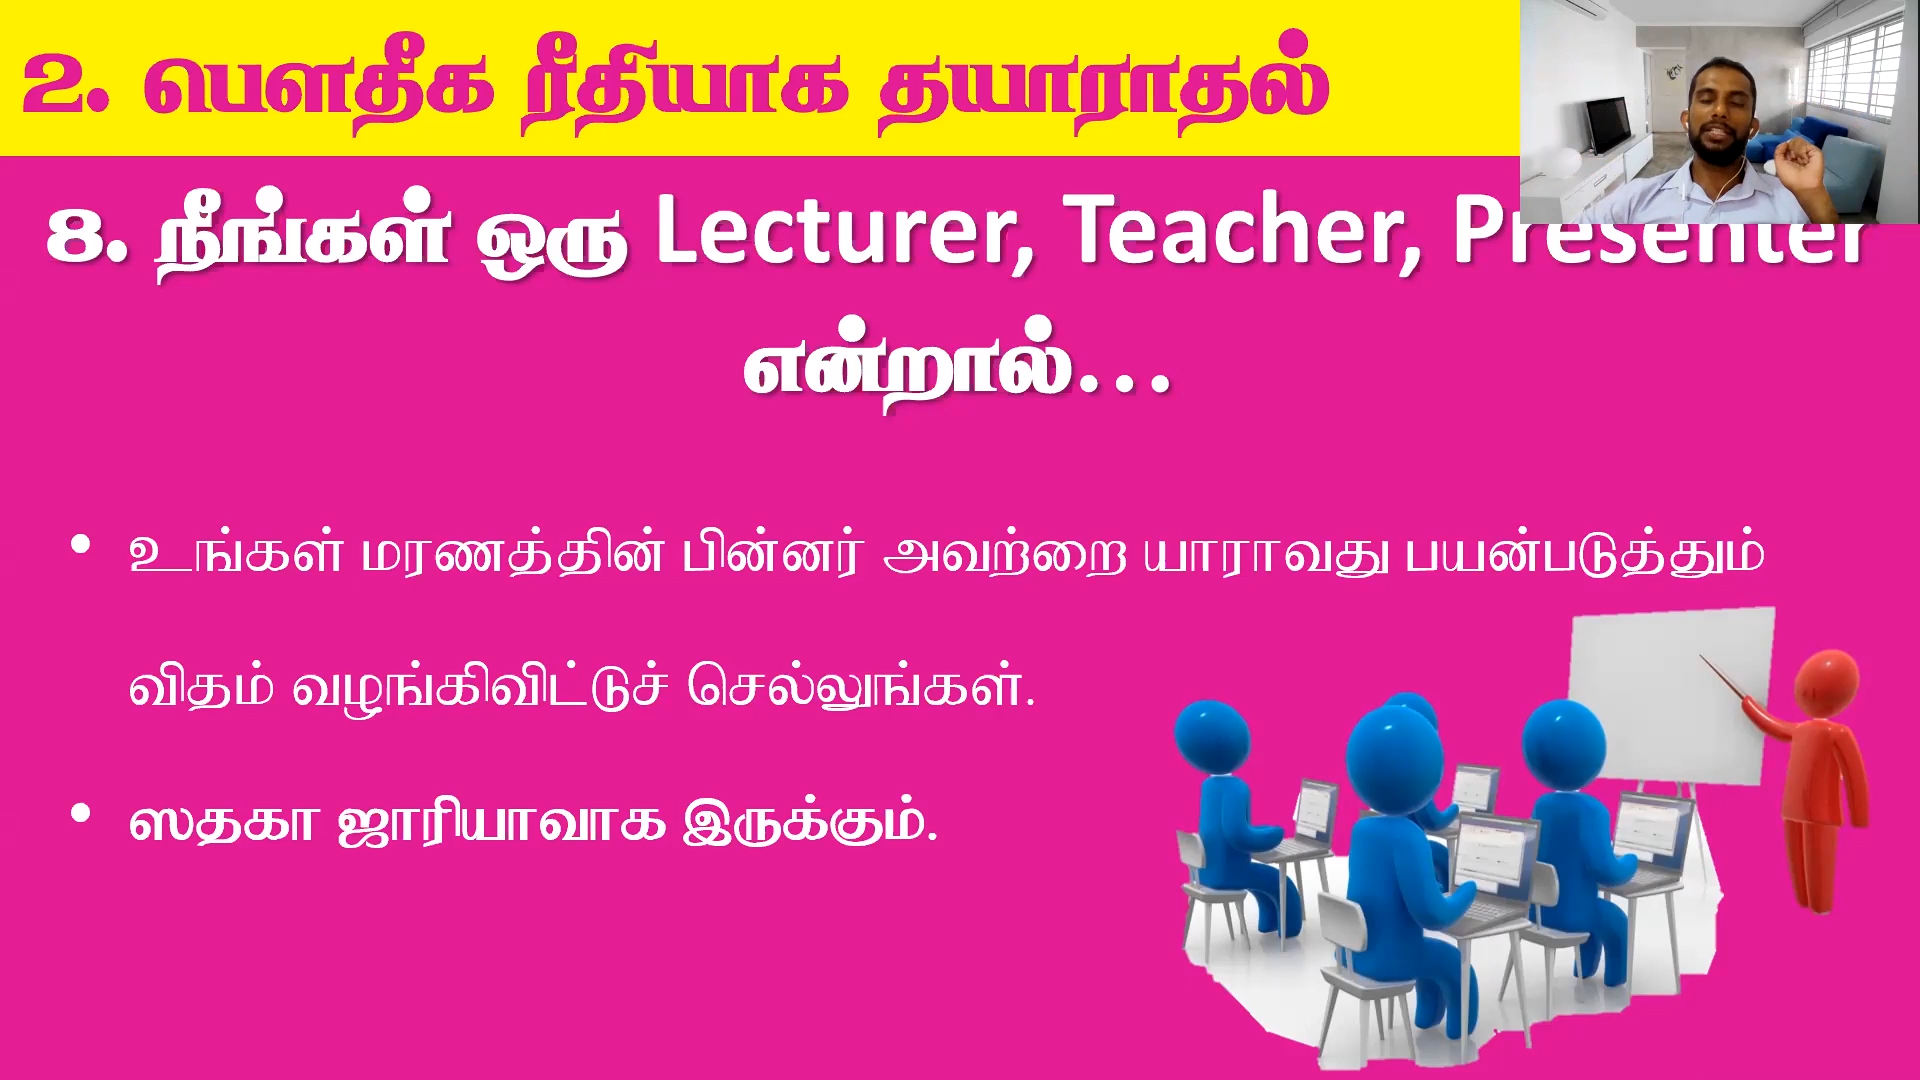 2. பௌதீக ரீதியாக தயாராதல்
8. நீங்கள் ஒரு Lecturer, Teacher, Presenter
என்றால்...
• உங்கள் மரணத்தின் பின்னர் அவற்றை யாராவது பயன்படுத்தும்
விதம் வழங்கிவிட்டுச் செல்லுங்கள்.
• ஸதகா ஜாரியாவாக இருக்கும்.